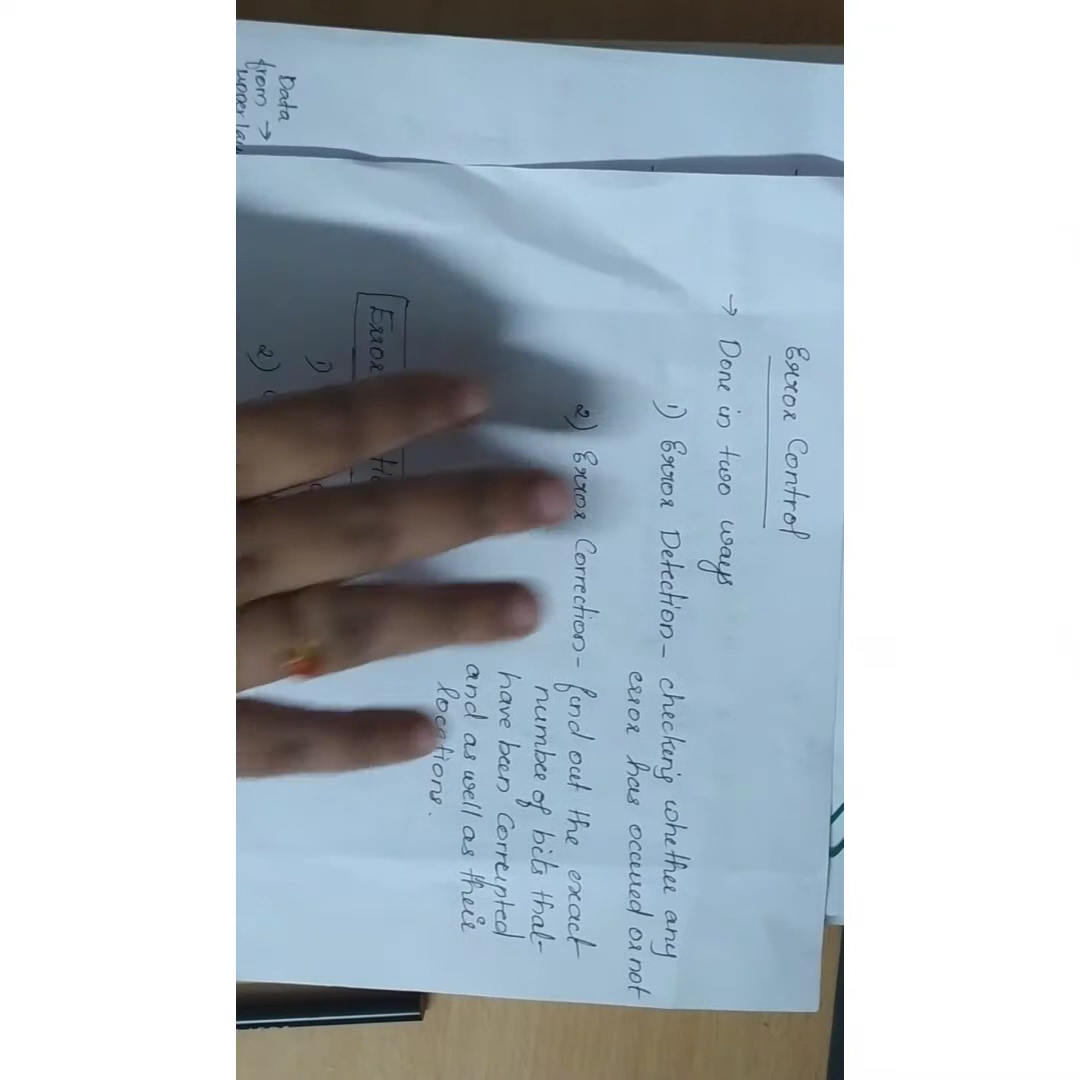 Data
from →
upper
Error Control
→ Done in two ways
1) Error Detection - checking whether any
error has occured or not
2) Error Correction - find out the exact
number of bits that
have been corrupted
and as well as their
locations.
Error
1)
2)